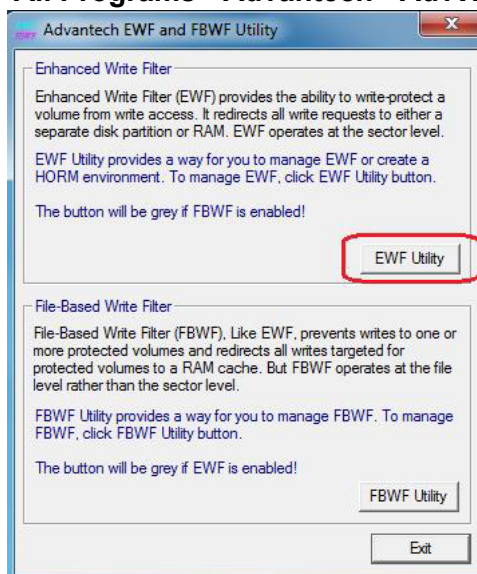 Advantech EWF and FBWF Utility
Enhanced Write Filter
Enhanced Write Filter (EWF) provides the ability to write-protect a
volume from write access. It redirects all write requests to either a
separate disk partition or RAM. EWF operates at the sector level.
EWF Utility provides a way for you to manage EWF or create a
HORM environment. To manage EWF, click EWF Utility button.
The button will be grey if FBWF is enabled!
EWF Utility
File-Based Write Filter
File-Based Write Filter (FBWF), Like EWF, prevents writes to one or
more protected volumes and redirects all writes targeted for
protected volumes to a RAM cache. But FBWF operates at the file
level rather than the sector level.
FBWF Utility provides a way for you to manage FBWF. To manage
FBWF, click FBWF Utility button.
The button will be grey if EWF is enabled!
FBWF Utility
Exit